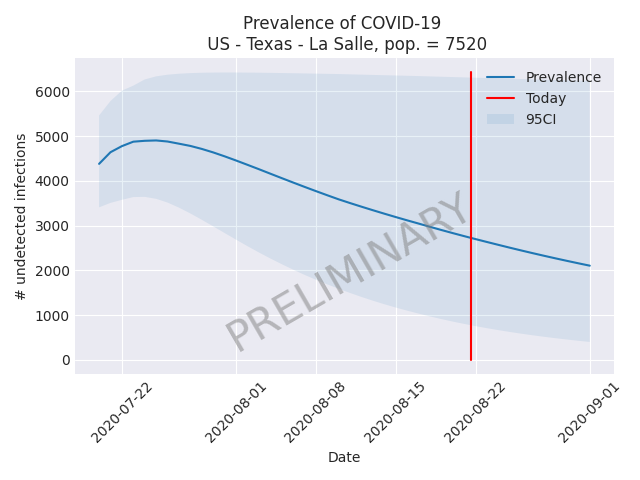 Prevalence of COVID-19
US - Texas - La Salle, pop. = 7520
Prevalence
Today
95CI
# undetected infections
6000
5000
4000
3000
2000
1000
0
PRELIMINARY
2020-07-22
2020-08-01
2020-08-08
2020-08-15
2020-08-22
2020-09-01
Date